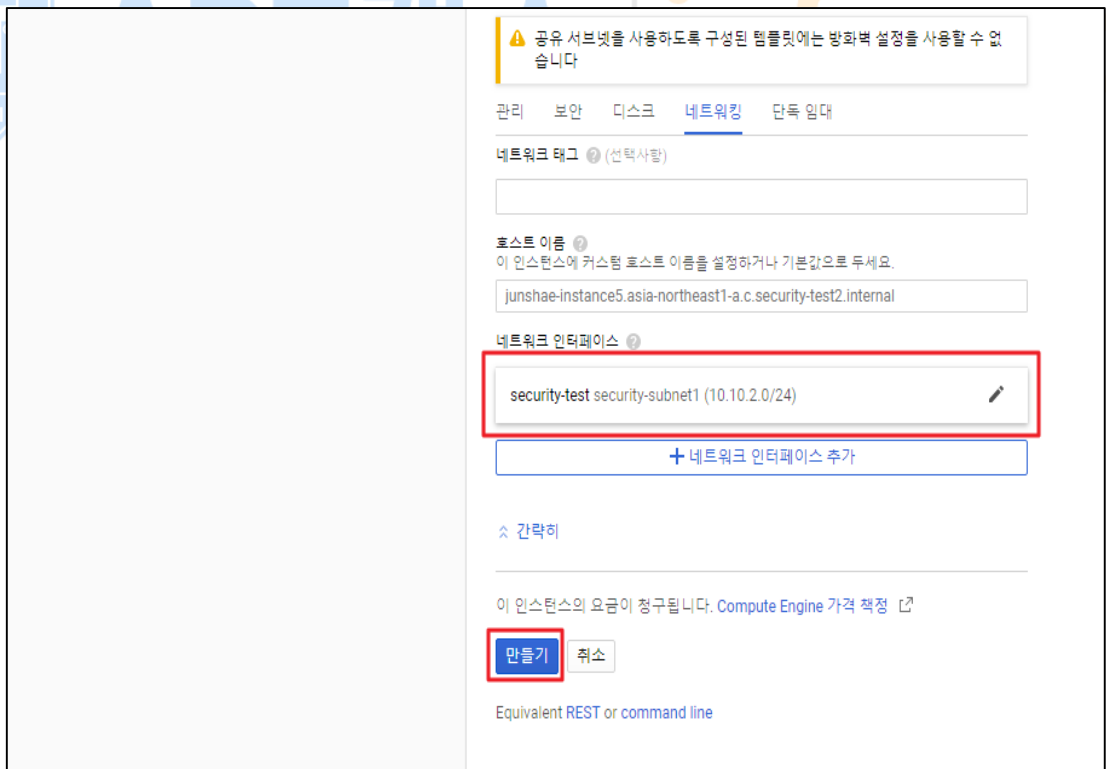 공유 서브넷을 사용하도록 구성된 템플릿에는 방화벽 설정을 사용할 수 없
습니다
관리 보안 디스크 네트워킹 단독 임대
네트워크 태그 (선택사항)
호스트 이름
이 인스턴스에 커스텀 호스트 이름을 설정하거나 기본값으로 두세요.
junshae-instance5.asia-northeast1-a.c.security-test2.internal
네트워크 인터페이스
security-test security-subnet1 (10.10.2.0/24)
+ 네트워크 인터페이스 추가
간략히
이 인스턴스의 요금이 청구됩니다. Compute Engine 가격 책정
만들기 취소
Equivalent REST or command line